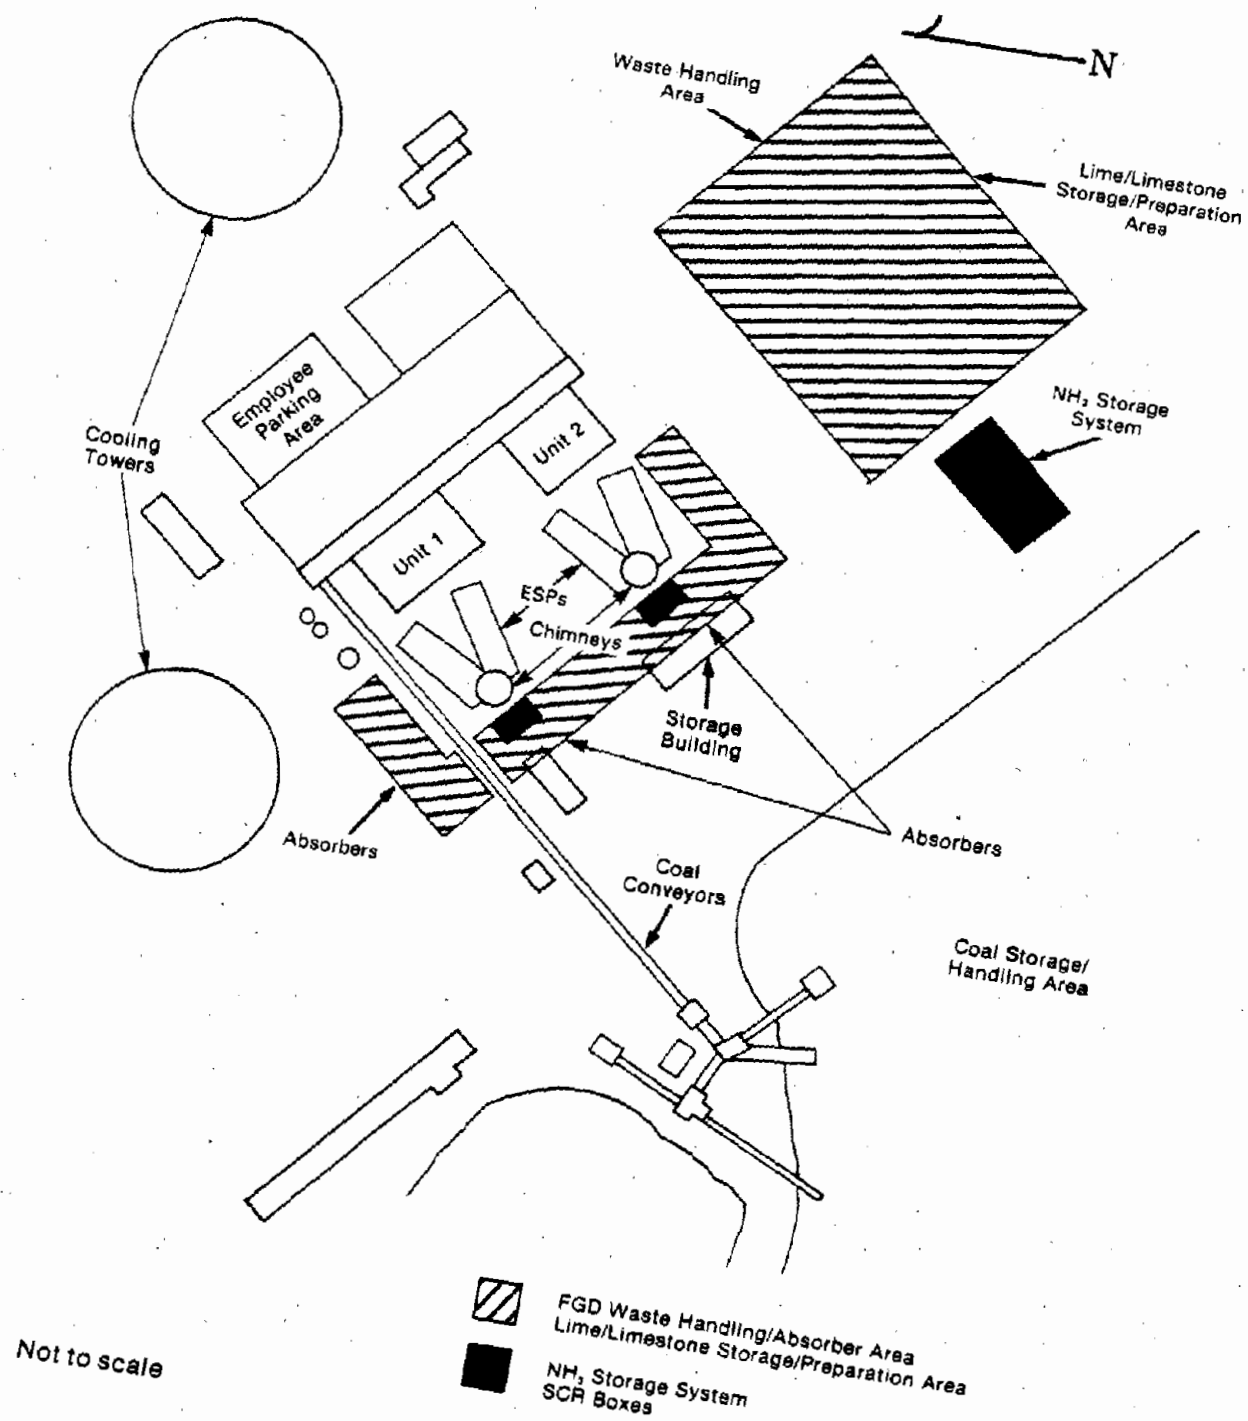 N
Waste Handling
Area
Lime/Limestone
Storage/Preparation
Area
NH₃ Storage
System
Employee
Parking
Area
Cooling
Towers
Unit 2
Unit 1
ESPs
Chimneys
Storage
Building
Absorbers
Absorbers
Coal
Conveyors
Coal Storage/
Handling Area
FGD Waste Handling/Absorber Area
Lime/Limestone Storage/Preparation Area
NH₃ Storage System
SCR Boxes
Not to scale